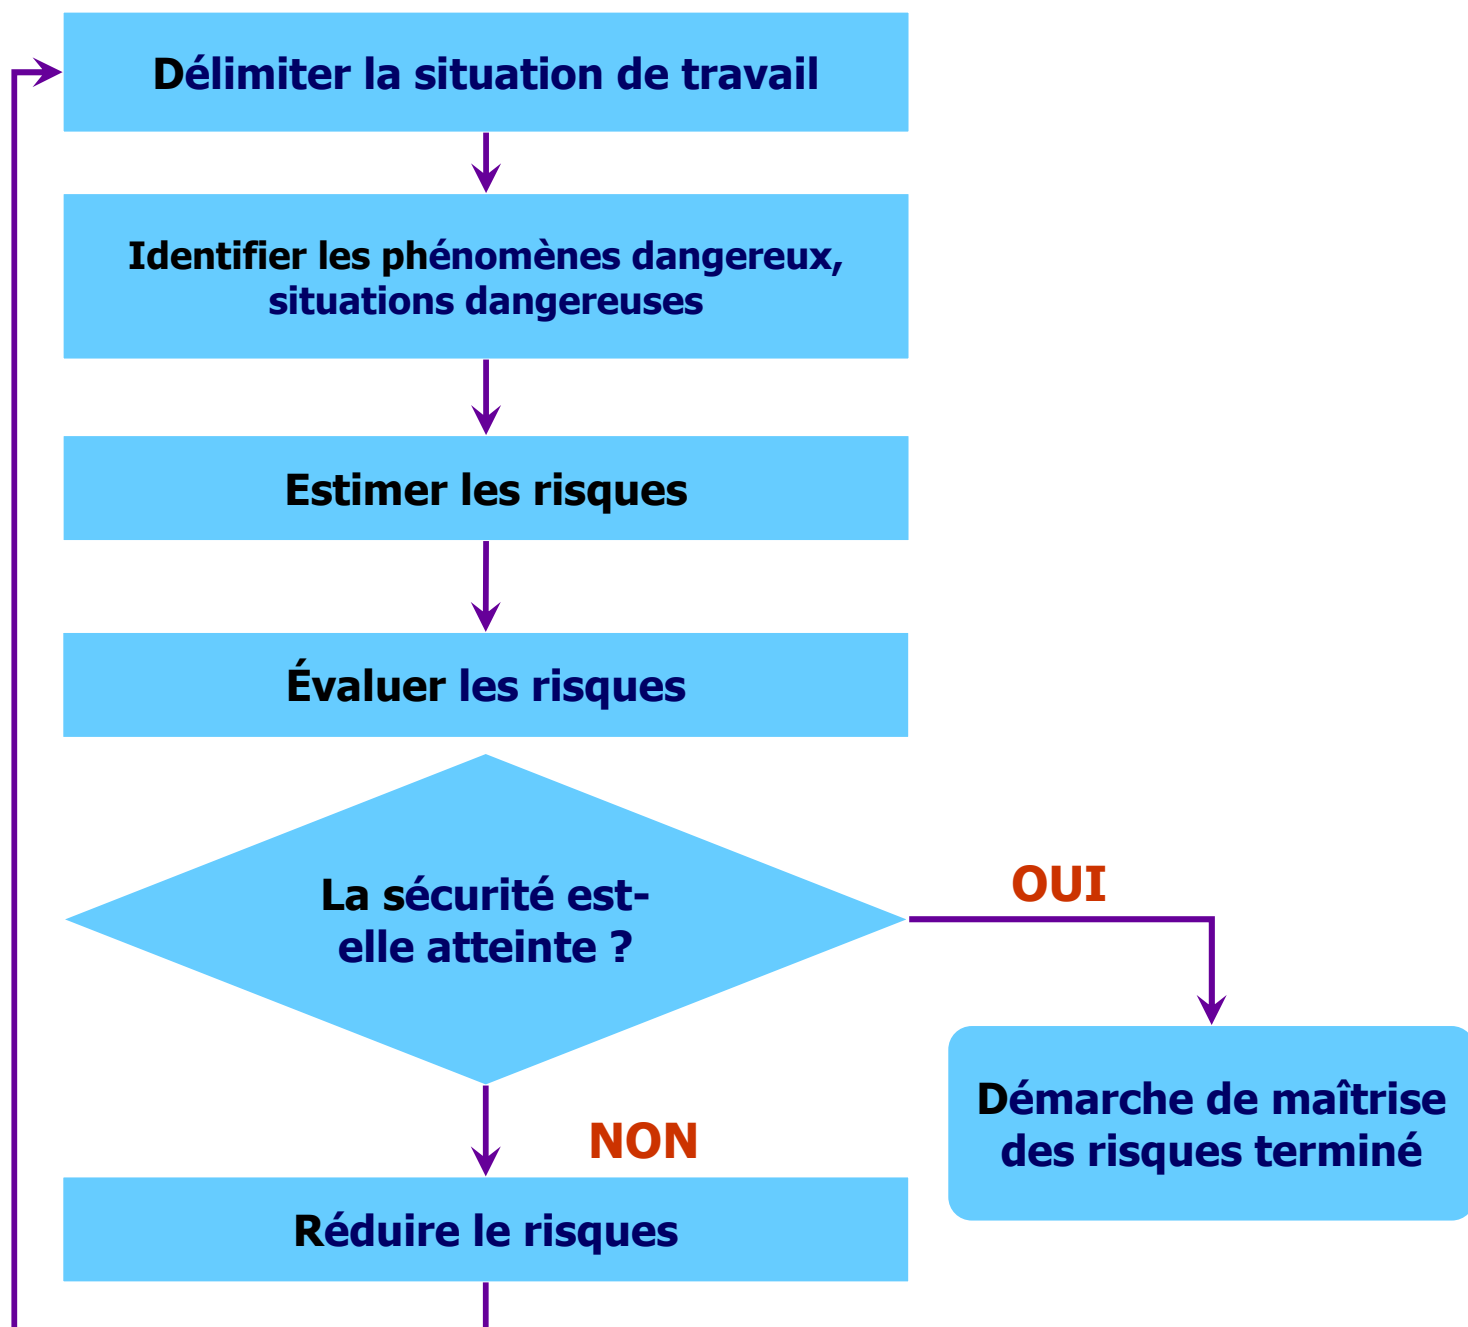 Délimiter la situation de travail
Identifier les phénomènes dangereux,
situations dangereuses
Estimer les risques
Évaluer les risques
La sécurité est-
elle atteinte ?
OUI
Démarche de maîtrise
des risques terminé
NON
Réduire le risques